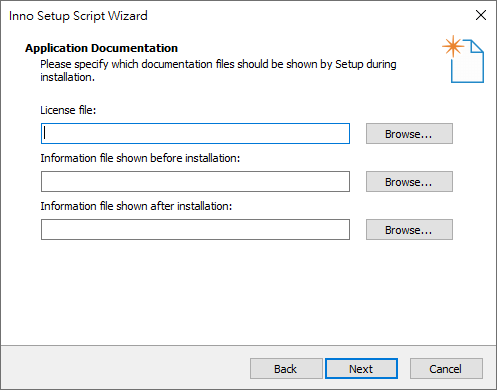 Inno Setup Script Wizard
Application Documentation
Please specify which documentation files should be shown by Setup during
installation.
License file:
Browse...
Information file shown before installation:
Browse...
Information file shown after installation:
Browse...
Back
Next
Cancel